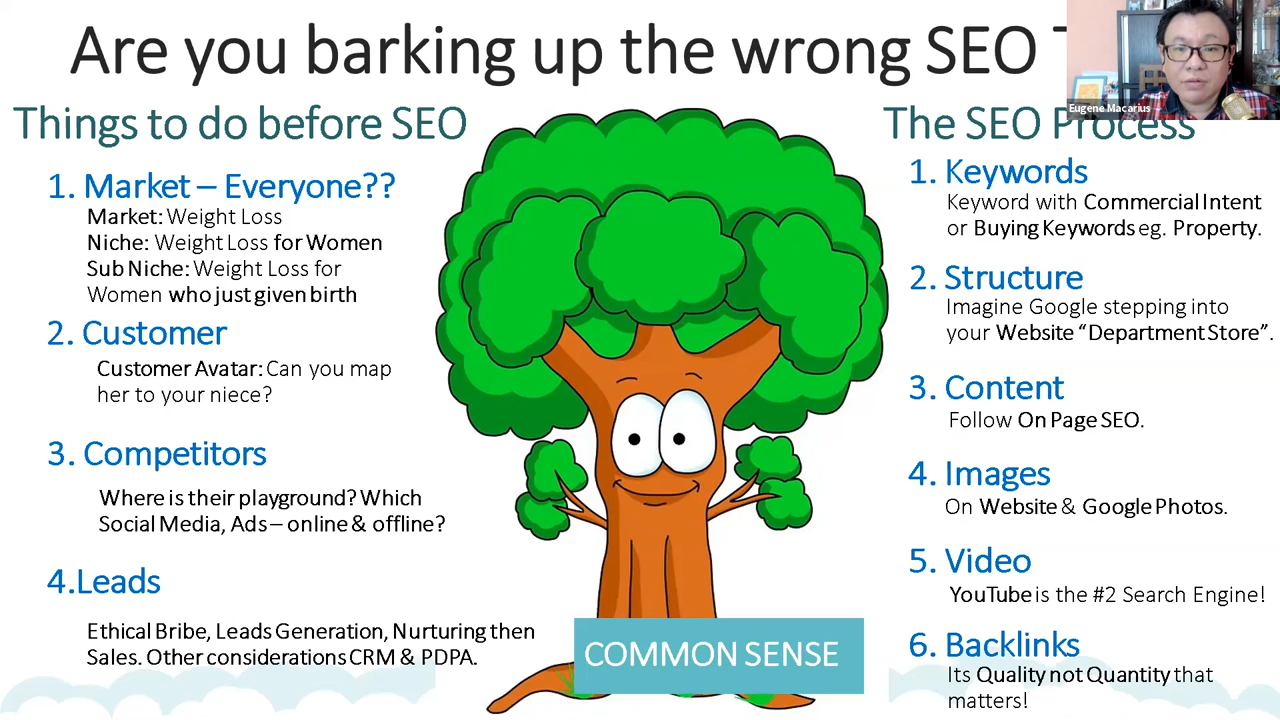 Are you barking up the wrong SEO
Eugene Macarius
Things to do before SEO
1. Market – Everyone??
Market: Weight Loss
Niche: Weight Loss for Women
Sub Niche: Weight Loss for
Women who just given birth
2. Customer
Customer Avatar: Can you map
her to your niece?
3. Competitors
Where is their playground? Which
Social Media, Ads – online & offline?
4.Leads
Ethical Bribe, Leads Generation, Nurturing then
Sales. Other considerations CRM & PDPA.
COMMON SENSE
The SEO Process
1. Keywords
Keyword with Commercial Intent
or Buying Keywords eg. Property.
2. Structure
Imagine Google stepping into
your Website “Department Store”.
3. Content
Follow On Page SEO.
4. Images
On Website & Google Photos.
5. Video
YouTube is the #2 Search Engine!
6. Backlinks
Its Quality not Quantity that
matters!